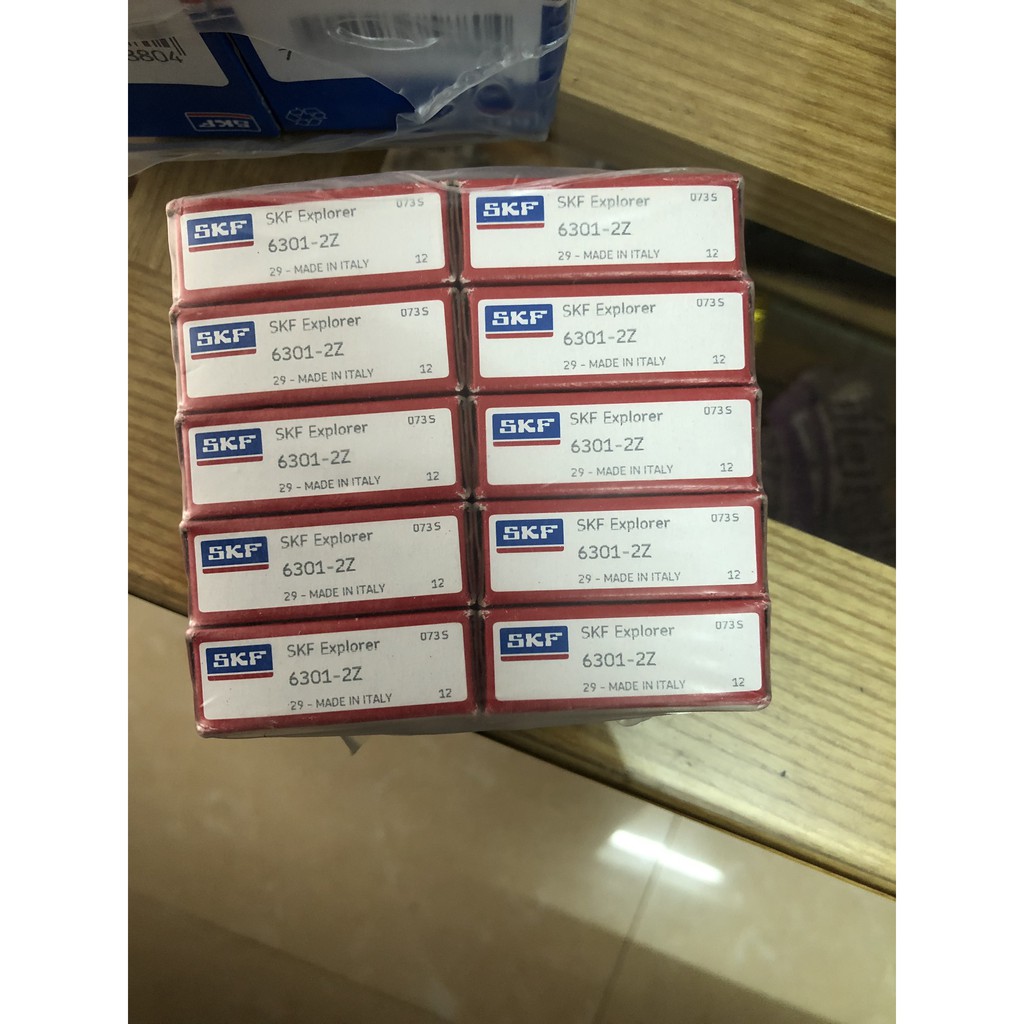 8804
SKF
SKF SKF Explorer 073S
6301-2Z
29 - MADE IN ITALY 12
SKF SKF Explorer 073S
6301-2Z
29 - MADE IN ITALY 12
SKF SKF Explorer 073S
6301-2Z
29 - MADE IN ITALY 12
SKF SKF Explorer 073S
6301-2Z
29 - MADE IN ITALY 12
SKF SKF Explorer 073S
6301-2Z
29 - MADE IN ITALY 12
SKF SKF Explorer 073S
6301-2Z
29 - MADE IN ITALY 12
SKF SKF Explorer 073S
6301-2Z
29 - MADE IN ITALY 12
SKF SKF Explorer 073S
6301-2Z
29 - MADE IN ITALY 12
SKF SKF Explorer 073S
6301-2Z
29 - MADE IN ITALY 12
SKF SKF Explorer 073S
6301-2Z
29 - MADE IN ITALY 12